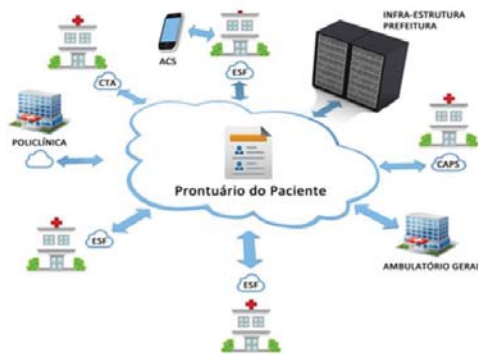 INFRA-ESTRUTURA
PREFEITURA
ACS
ESF
CTA
POLICLÍNICA
CAPS
Prontuário do Paciente
ESF
AMBULATÓRIO GERAL
ESF